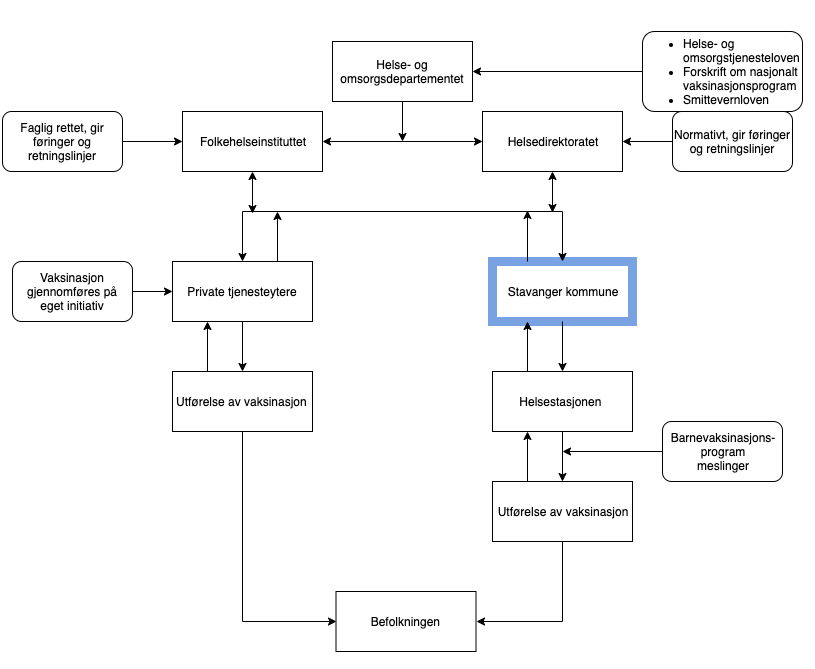 Helse- og
omsorgsdepartementet
• Helse- og
omsorgstjenesteloven
• Forskrift om nasjonalt
vaksinasjonsprogram
• Smittevernloven
Faglig rettet, gir
føringer og
retningslinjer
Folkehelseinstituttet
Helsedirektoratet
Normativt, gir føringer
og retningslinjer
Vaksinasjon
gjennomføres på
eget initiativ
Private tjenesteytere
Stavanger kommune
Utførelse av vaksinasjon
Helsestasjonen
Barnevaksinasjons-
program
meslinger
Utførelse av vaksinasjon
Befolkningen